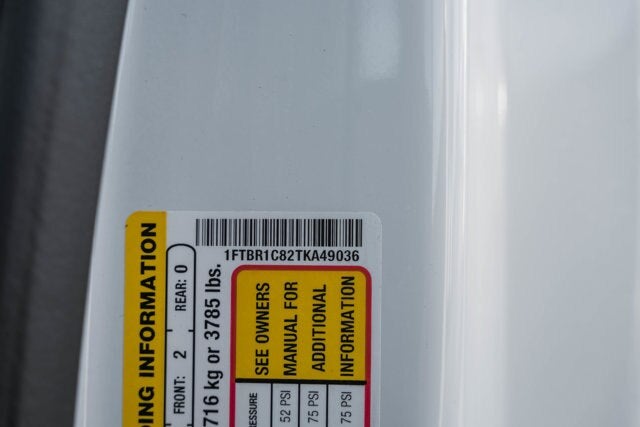 1FTBR1C82TKA49036
ING INFORMATION
FRONT: 2 REAR: 0
716 kg or 3785 lbs.
SEE OWNERS
MANUAL FOR
ADDITIONAL
INFORMATION
ESSURE
52 PSI
75 PSI
75 PSI